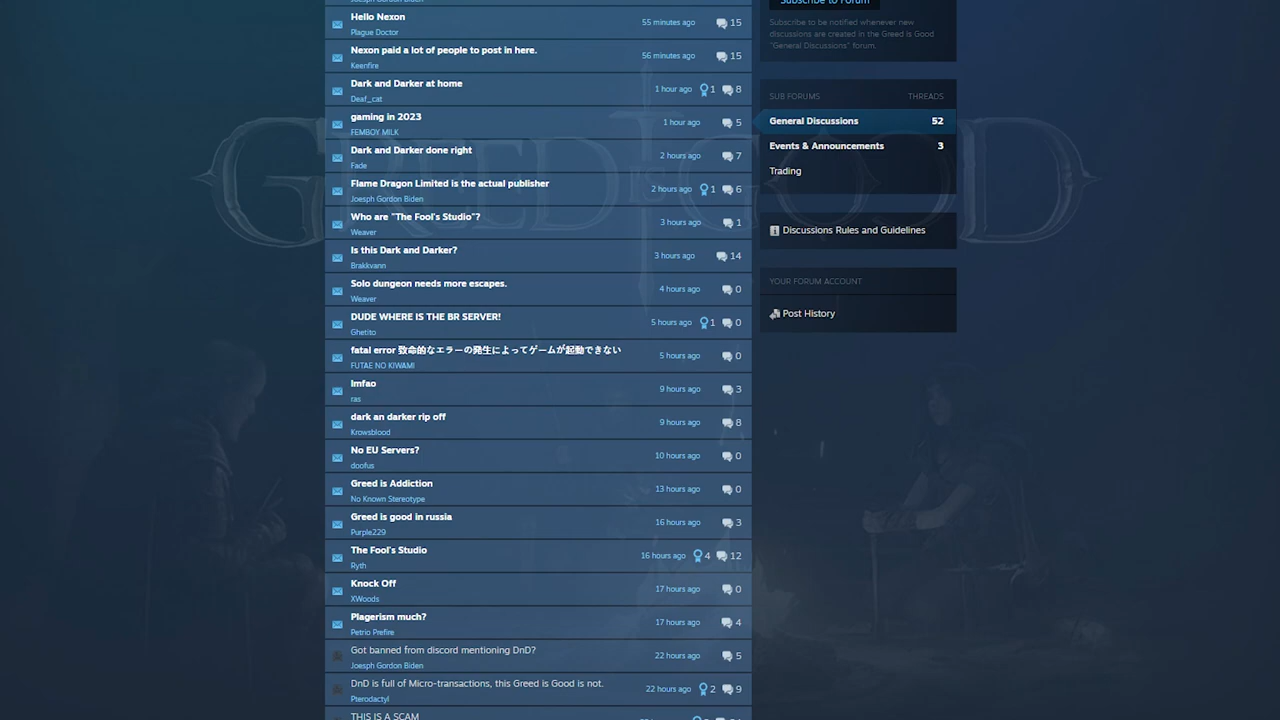 Joesph Gordon Biden
Hello Nexon
55 minutes ago 15
Plague Doctor
Nexon paid a lot of people to post in here.
56 minutes ago 15
Keenfire
Dark and Darker at home
1 hour ago 1 8
Deaf_cat
gaming in 2023
1 hour ago 5
FEMBOY MILK
Dark and Darker done right
2 hours ago 7
Fade
Flame Dragon Limited is the actual publisher
2 hours ago 1 6
Joesph Gordon Biden
Who are "The Fool's Studio"?
3 hours ago 1
Weaver
Is this Dark and Darker?
3 hours ago 14
Brakkvann
Solo dungeon needs more escapes.
4 hours ago 0
Weaver
DUDE WHERE IS THE BR SERVER!
5 hours ago 1 0
Ghetito
fatal error 致命的なエラーの発生によってゲームが起動できない
5 hours ago 0
FUTAE NO KIWAMI
lmfao
9 hours ago 3
ras
dark an darker rip off
9 hours ago 8
Krowsblood
No EU Servers?
10 hours ago 0
doofus
Greed is Addiction
13 hours ago 0
No Known Stereotype
Greed is good in russia
16 hours ago 3
Purple229
The Fool's Studio
16 hours ago 4 12
Ryth
Knock Off
17 hours ago 0
XWoods
Plagerism much?
17 hours ago 4
Petrio Prefire
Got banned from discord mentioning DnD?
22 hours ago 5
Joesph Gordon Biden
DnD is full of Micro-transactions, this Greed is Good is not.
22 hours ago 2 9
Pterodactyl
THIS IS A SCAM
Subscribe to Forum
Subscribe to be notified whenever new
discussions are created in the Greed is Good
"General Discussions" forum.
SUB FORUMS THREADS
General Discussions 52
Events & Announcements 3
Trading
Discussions Rules and Guidelines
YOUR FORUM ACCOUNT
Post History
GREED IS GOOD